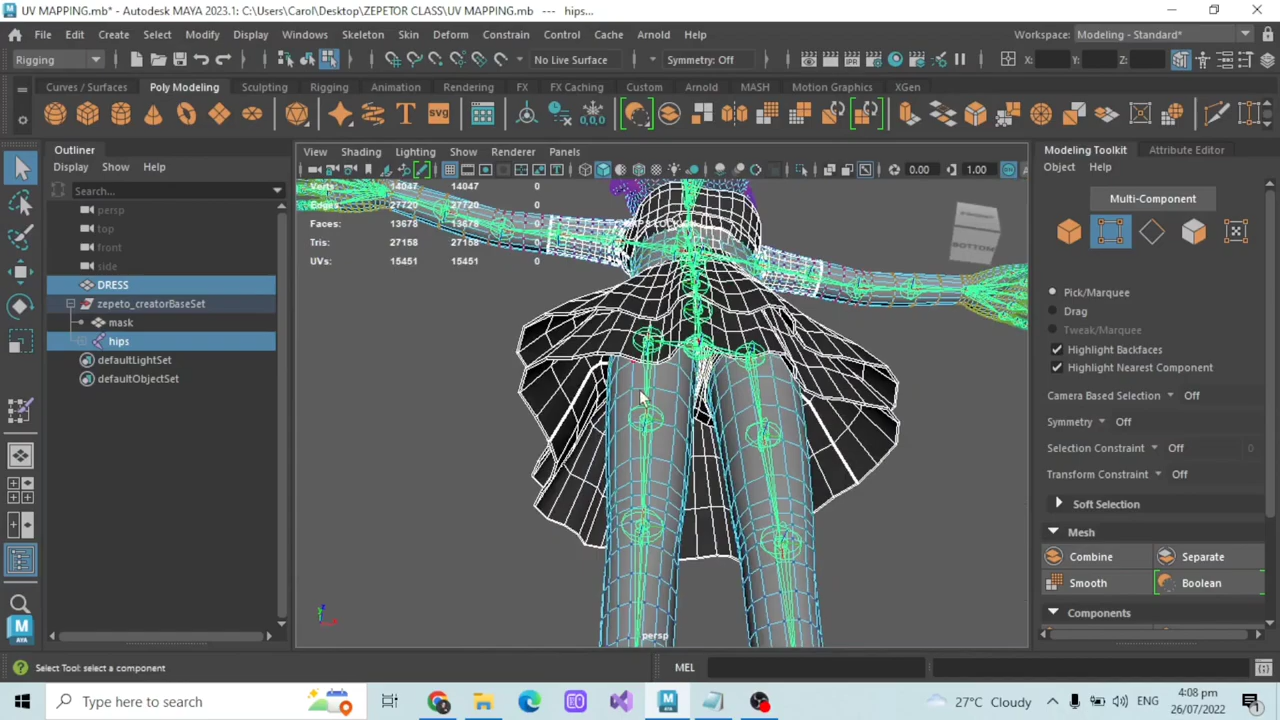 UV MAPPING.mb* - Autodesk MAYA 2023.1: C:\Users\Carol\Desktop\ZEPETOR CLASS\UV MAPPING.mb --- hips...
File Edit Create Select Modify Display Windows Skeleton Skin Deform Constrain Control Cache Arnold Help Workspace: Modeling - Standard*
Rigging No Live Surface Symmetry: Off X: Y: Z:
Curves / Surfaces Poly Modeling Sculpting Rigging Animation Rendering FX FX Caching Custom Arnold MASH Motion Graphics XGen
Outliner
Display Show Help
Search...
persp
top
front
side
DRESS
zepeto_creatorBaseSet
mask
hips
defaultLightSet
defaultObjectSet
View Shading Lighting Show Renderer Panels
0.00 1.00
Verts: 14047 14047 0
Edges: 27720 27720 0
Faces: 13678 13678 0
Tris: 27158 27158 0
UVs: 15451 15451 0
FRONT
BOTTOM
persp
Modeling Toolkit Attribute Editor
Object Help
Multi-Component
Pick/Marquee
Drag
Tweak/Marquee
Highlight Backfaces
Highlight Nearest Component
Camera Based Selection Off
Symmetry Off
Selection Constraint Off 0
Transform Constraint Off
Soft Selection
Mesh
Combine Separate
Smooth Boolean
Components
Select Tool: select a component MEL
Type here to search 27°C Cloudy ENG 4:08 pm
26/07/2022